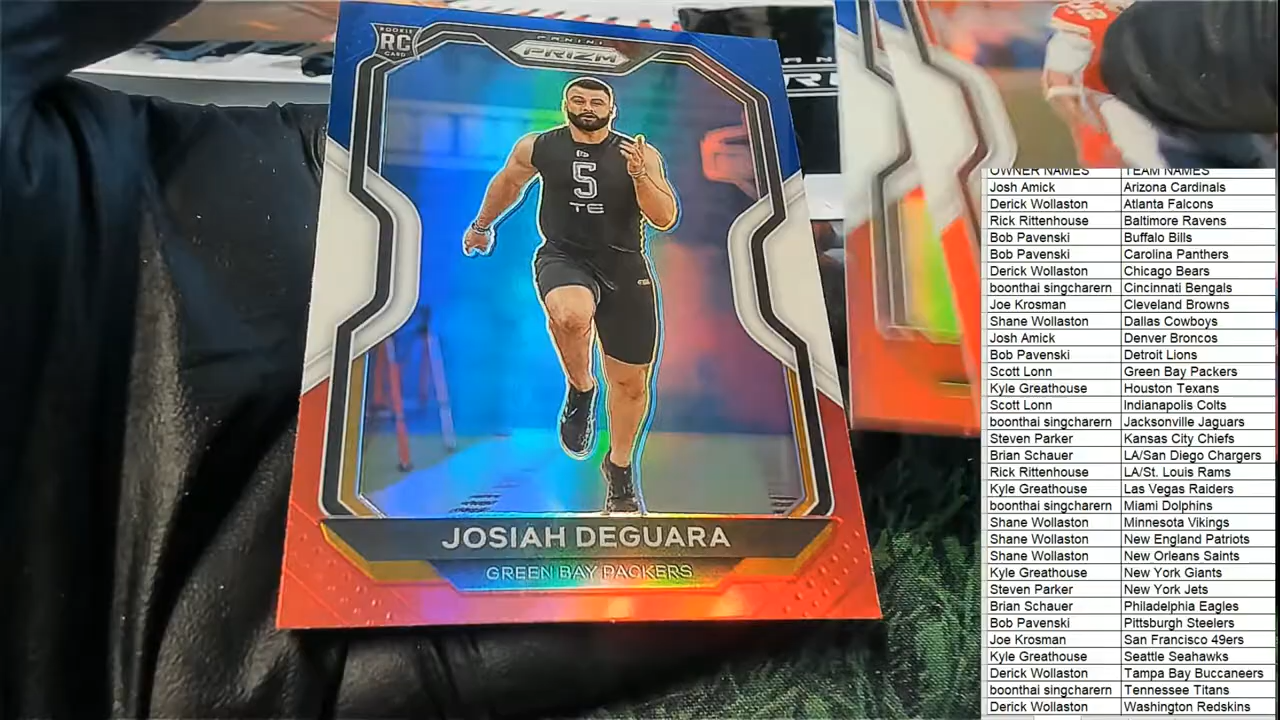 ROOKIE
RC
CARD
PANINI
PRIZM
5
TE
JOSIAH DEGUARA
GREEN BAY PACKERS
OWNER NAMES TEAM NAMES
Josh Amick Arizona Cardinals
Derick Wollaston Atlanta Falcons
Rick Rittenhouse Baltimore Ravens
Bob Pavenski Buffalo Bills
Bob Pavenski Carolina Panthers
Derick Wollaston Chicago Bears
boonthai singcharern Cincinnati Bengals
Joe Krosman Cleveland Browns
Shane Wollaston Dallas Cowboys
Josh Amick Denver Broncos
Bob Pavenski Detroit Lions
Scott Lonn Green Bay Packers
Kyle Greathouse Houston Texans
Scott Lonn Indianapolis Colts
boonthai singcharern Jacksonville Jaguars
Steven Parker Kansas City Chiefs
Brian Schauer LA/San Diego Chargers
Rick Rittenhouse LA/St. Louis Rams
Kyle Greathouse Las Vegas Raiders
boonthai singcharern Miami Dolphins
Shane Wollaston Minnesota Vikings
Shane Wollaston New England Patriots
Shane Wollaston New Orleans Saints
Kyle Greathouse New York Giants
Steven Parker New York Jets
Brian Schauer Philadelphia Eagles
Bob Pavenski Pittsburgh Steelers
Joe Krosman San Francisco 49ers
Kyle Greathouse Seattle Seahawks
Derick Wollaston Tampa Bay Buccaneers
boonthai singcharern Tennessee Titans
Derick Wollaston Washington Redskins